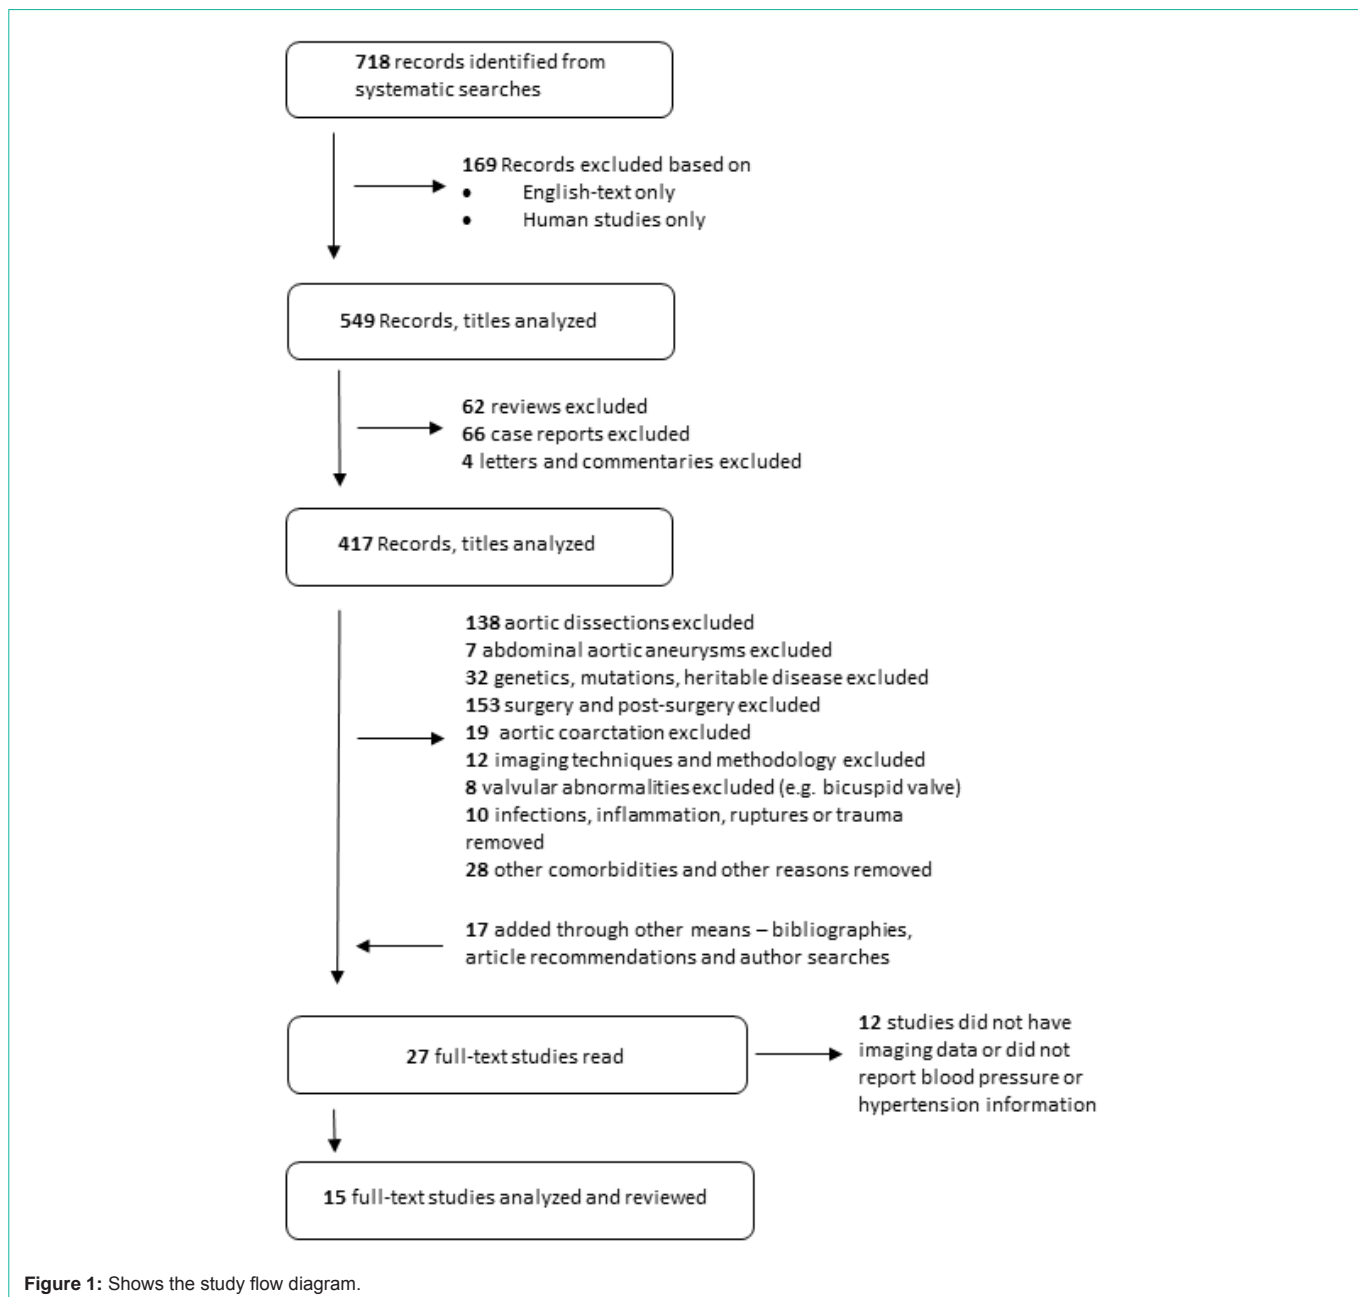 718 records identified from
systematic searches
169 Records excluded based on
• English-text only
• Human studies only
549 Records, titles analyzed
62 reviews excluded
66 case reports excluded
4 letters and commentaries excluded
417 Records, titles analyzed
138 aortic dissections excluded
7 abdominal aortic aneurysms excluded
32 genetics, mutations, heritable disease excluded
153 surgery and post-surgery excluded
19 aortic coarctation excluded
12 imaging techniques and methodology excluded
8 valvular abnormalities excluded (e.g. bicuspid valve)
10 infections, inflammation, ruptures or trauma
removed
28 other comorbidities and other reasons removed
17 added through other means – bibliographies,
article recommendations and author searches
27 full-text studies read
12 studies did not have
imaging data or did not
report blood pressure or
hypertension information
15 full-text studies analyzed and reviewed
Figure 1: Shows the study flow diagram.